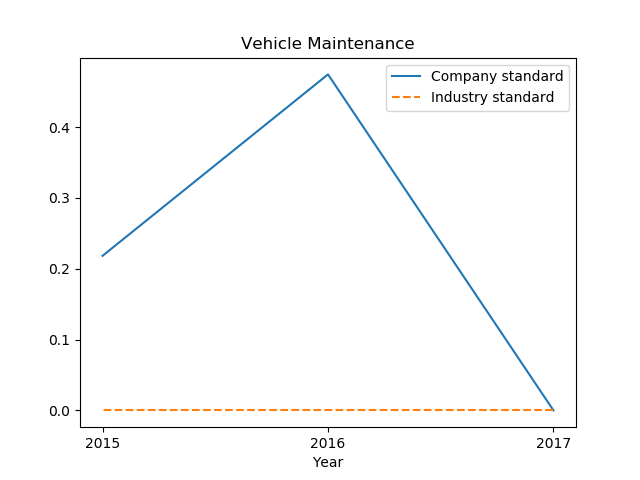 Vehicle Maintenance
Company standard
Industry standard
0.4
0.3
0.2
0.1
0.0
2015 2016 2017
Year